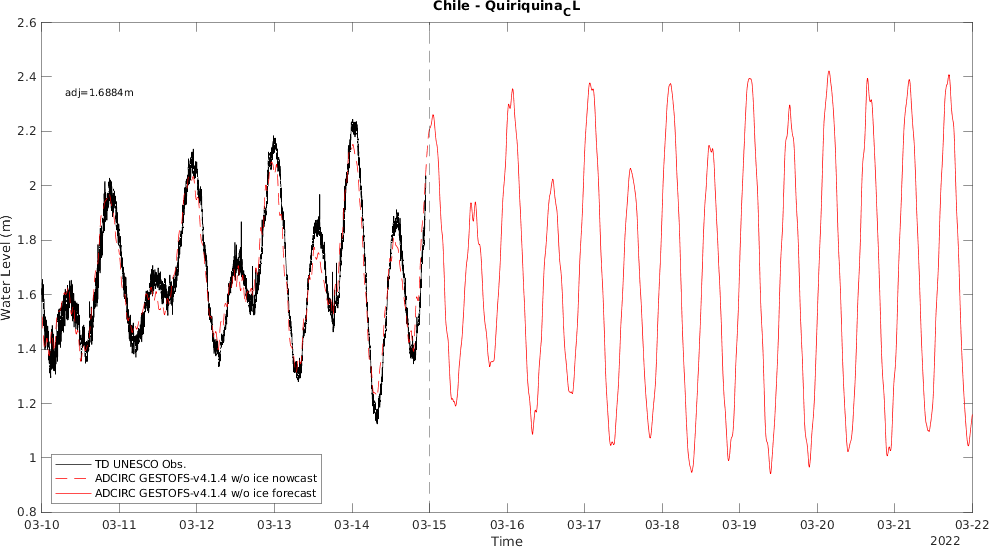 Chile - Quiriquina_CL
2.6
2.4
2.2
2
1.8
1.6
1.4
1.2
1
0.8
Water Level (m)
adj=1.6884m
TD UNESCO Obs.
ADCIRC GESTOFS-v4.1.4 w/o ice nowcast
ADCIRC GESTOFS-v4.1.4 w/o ice forecast
03-10 03-11 03-12 03-13 03-14 03-15 03-16 03-17 03-18 03-19 03-20 03-21 03-22
Time
2022